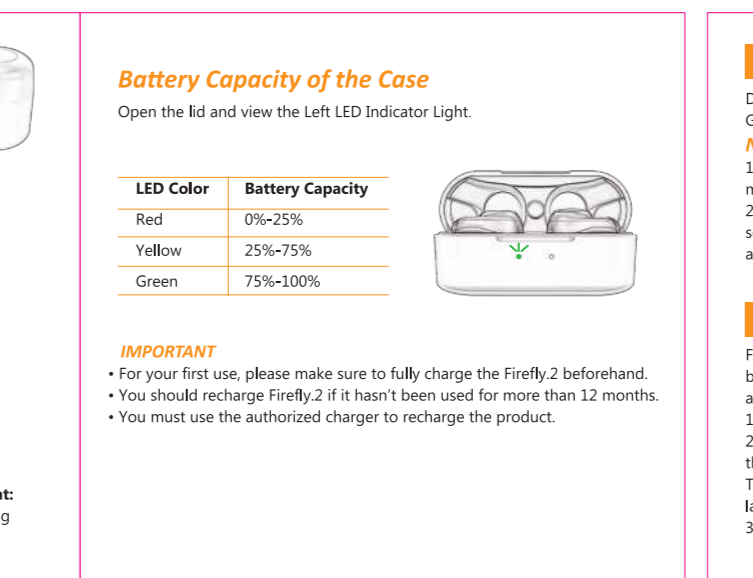 Battery Capacity of the Case
Open the lid and view the Left LED Indicator Light.
LED Color Battery Capacity
Red 0%-25%
Yellow 25%-75%
Green 75%-100%
IMPORTANT
• For your first use, please make sure to fully charge the Firefly.2 beforehand.
• You should recharge Firefly.2 if it hasn't been used for more than 12 months.
• You must use the authorized charger to recharge the product.